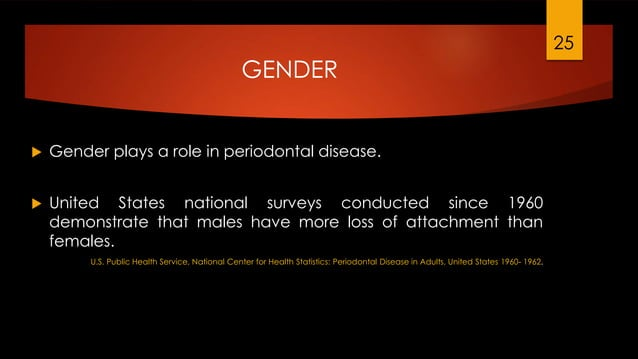 25
GENDER
Gender plays a role in periodontal disease.
United States national surveys conducted since 1960
demonstrate that males have more loss of attachment than
females.
U.S. Public Health Service, National Center for Health Statistics: Periodontal Disease in Adults, United States 1960- 1962.